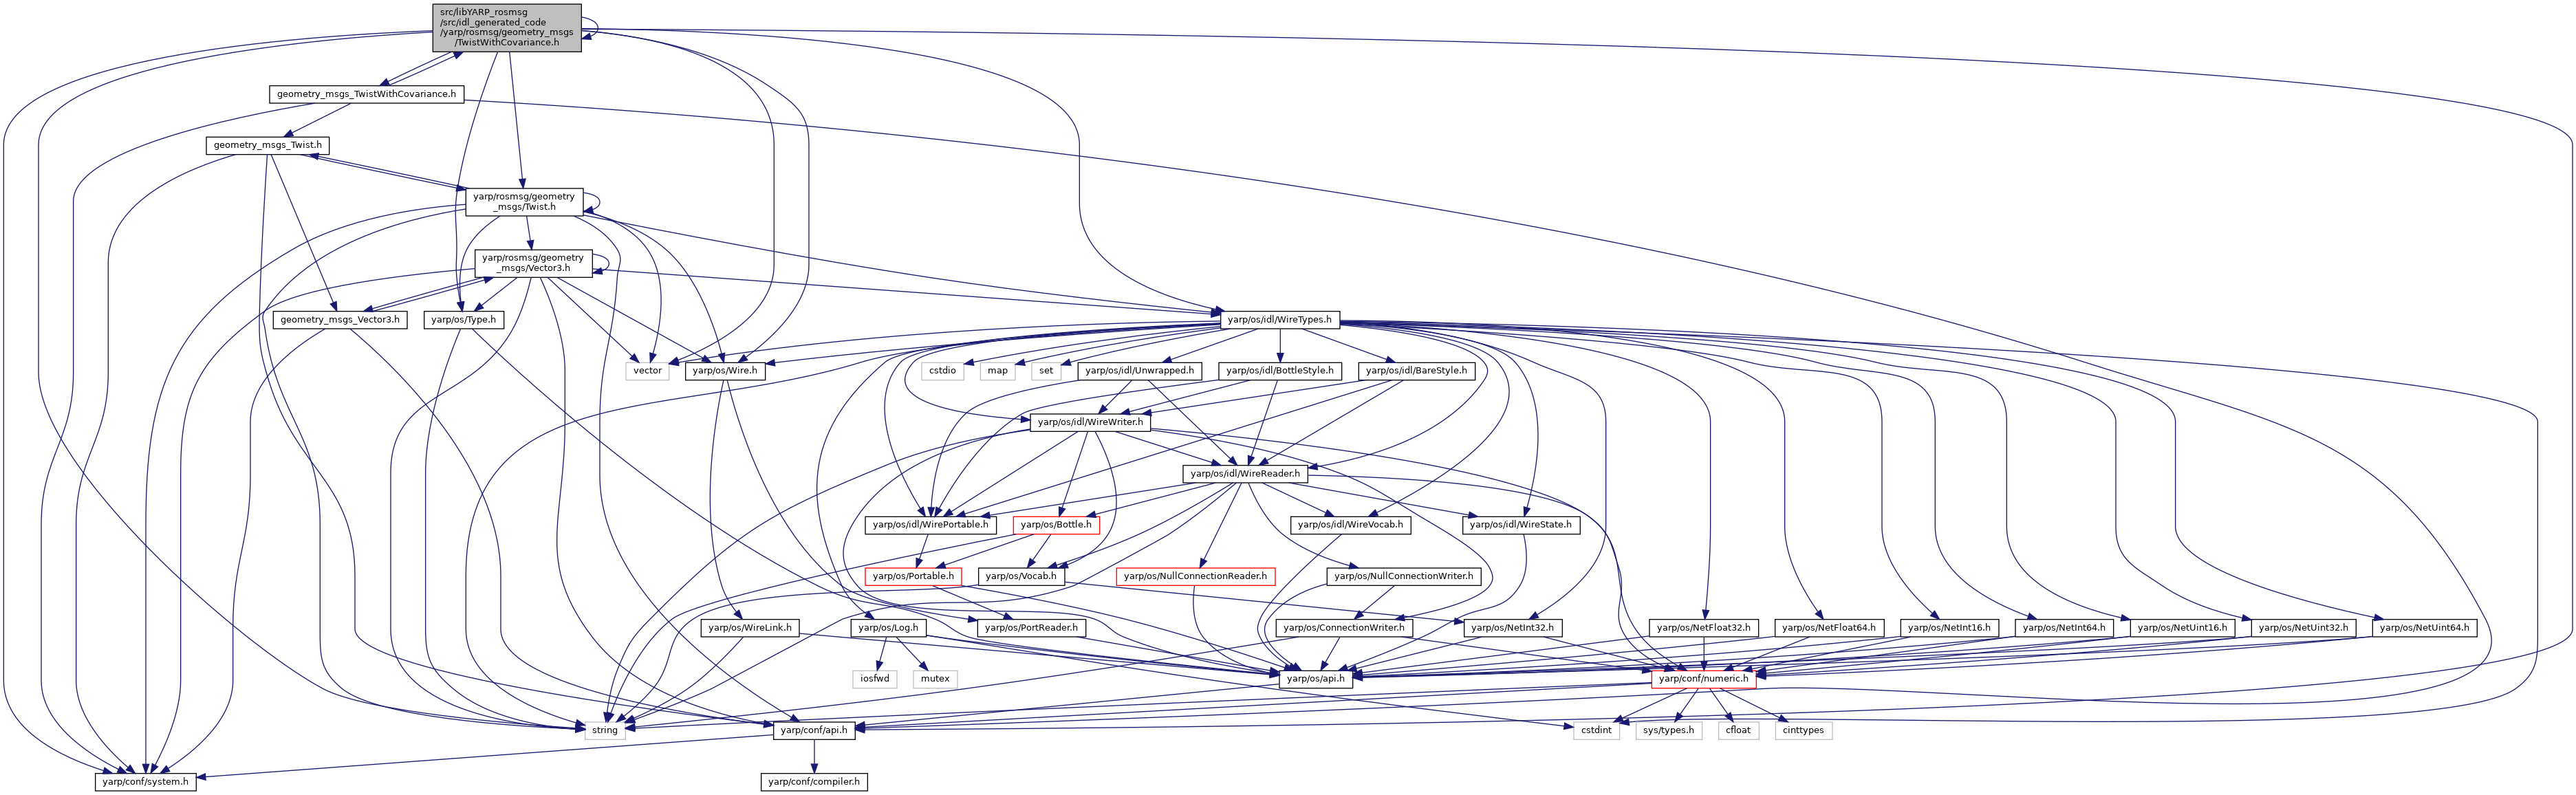 src/libYARP_rosmsg
/src/idl_generated_code
/yarp/rosmsg/geometry_msgs
/TwistWithCovariance.h
geometry_msgs_TwistWithCovariance.h
geometry_msgs_Twist.h
yarp/rosmsg/geometry
_msgs/Twist.h
yarp/rosmsg/geometry
_msgs/Vector3.h
geometry_msgs_Vector3.h
yarp/os/Type.h
yarp/os/idl/WireTypes.h
vector
yarp/os/Wire.h
cstdio
map
set
yarp/os/idl/Unwrapped.h
yarp/os/idl/BottleStyle.h
yarp/os/idl/BareStyle.h
yarp/os/idl/WireWriter.h
yarp/os/idl/WireReader.h
yarp/os/idl/WirePortable.h
yarp/os/Bottle.h
yarp/os/idl/WireVocab.h
yarp/os/idl/WireState.h
yarp/os/Portable.h
yarp/os/Vocab.h
yarp/os/NullConnectionReader.h
yarp/os/NullConnectionWriter.h
yarp/os/WireLink.h
yarp/os/Log.h
yarp/os/PortReader.h
yarp/os/ConnectionWriter.h
yarp/os/NetInt32.h
yarp/os/NetFloat32.h
yarp/os/NetFloat64.h
yarp/os/NetInt16.h
yarp/os/NetInt64.h
yarp/os/NetUint16.h
yarp/os/NetUint32.h
yarp/os/NetUint64.h
iosfwd
mutex
yarp/os/api.h
yarp/conf/numeric.h
string
yarp/conf/api.h
cstdint
sys/types.h
cfloat
cinttypes
yarp/conf/system.h
yarp/conf/compiler.h